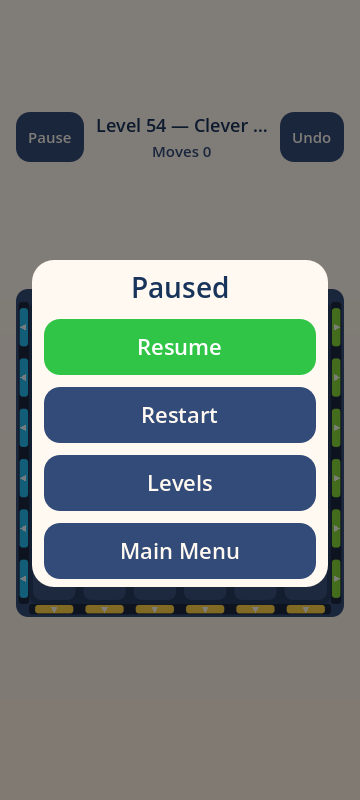 Pause
Level 54 — Clever ...
Undo
Moves 0
Paused
Resume
Restart
Levels
Main Menu